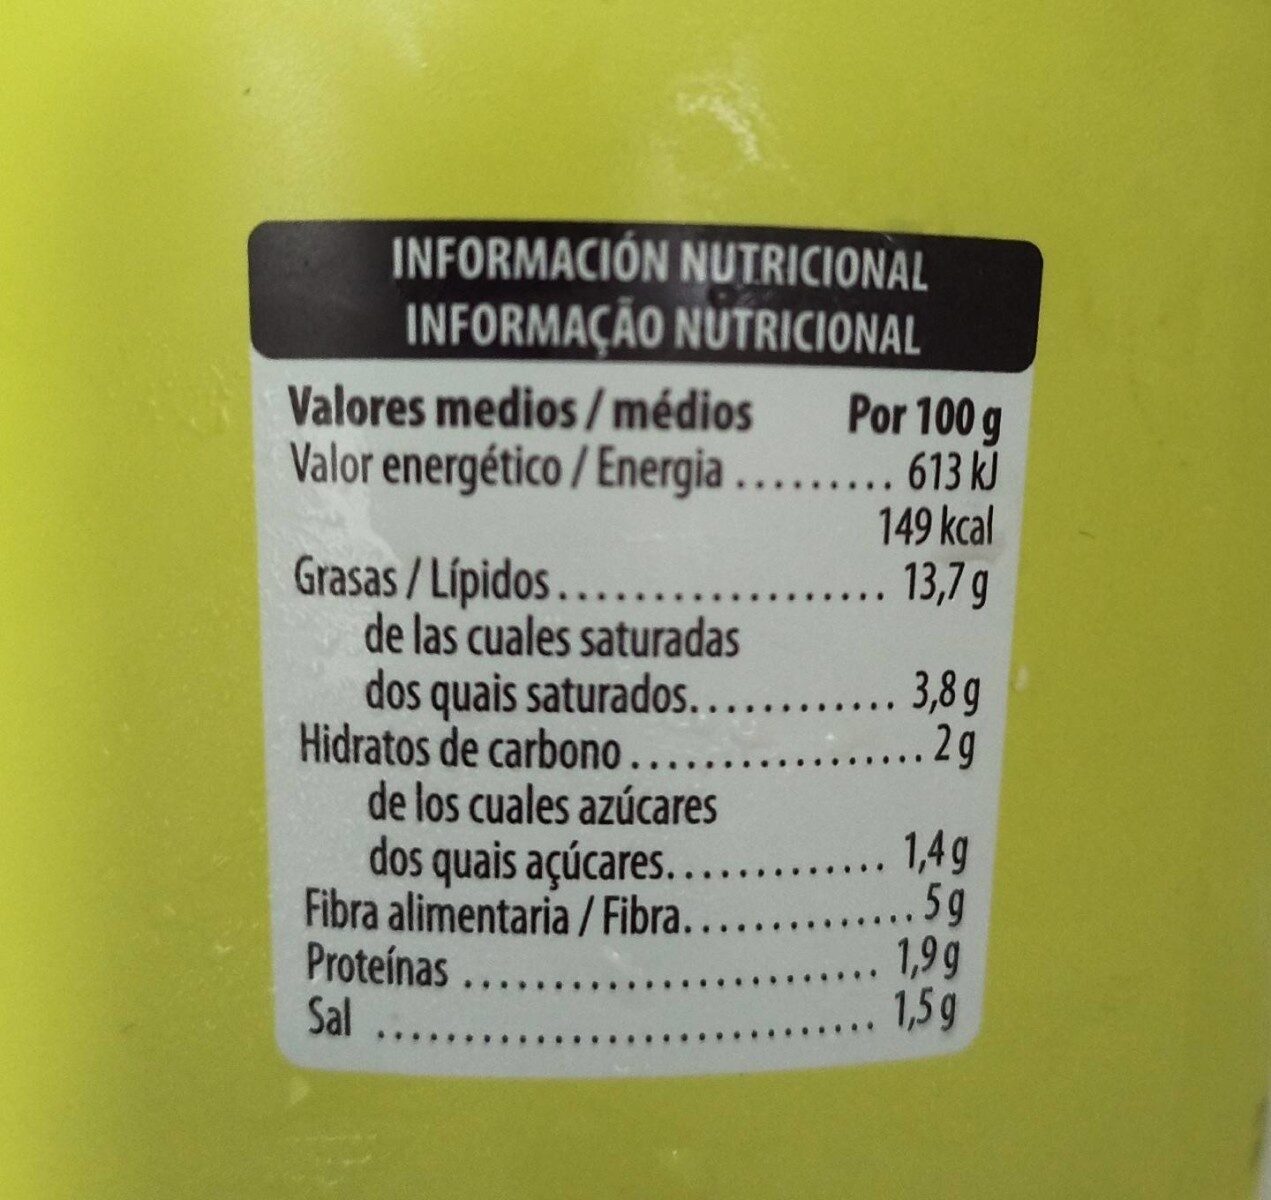 INFORMACIÓN NUTRICIONAL
INFORMAÇÃO NUTRICIONAL
Valores medios / médios Por 100 g
Valor energético / Energia ......... 613 kJ
149 kcal
Grasas / Lípidos .................. 13,7 g
de las cuales saturadas
dos quais saturados............. 3,8 g
Hidratos de carbono ................ 2 g
de los cuales azúcares
dos quais açúcares............. 1,4 g
Fibra alimentaria / Fibra.............. 5 g
Proteínas ....................... 1,9 g
Sal ............................ 1,5 g